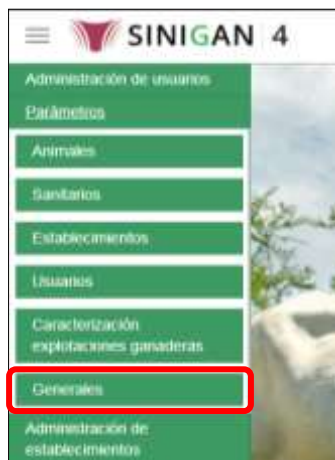 SINIGAN 4
Administración de usuarios
Parámetros
Animales
Sanitarios
Establecimientos
Usuarios
Caracterización
explotaciones ganaderas
Generales
Administración de
establecimientos